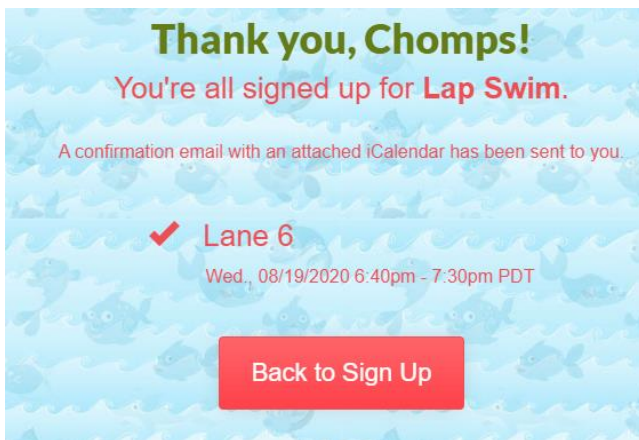 Thank you, Chomps!
You're all signed up for Lap Swim.
A confirmation email with an attached iCalendar has been sent to you.
Lane 6
Wed., 08/19/2020 6:40pm - 7:30pm PDT
Back to Sign Up